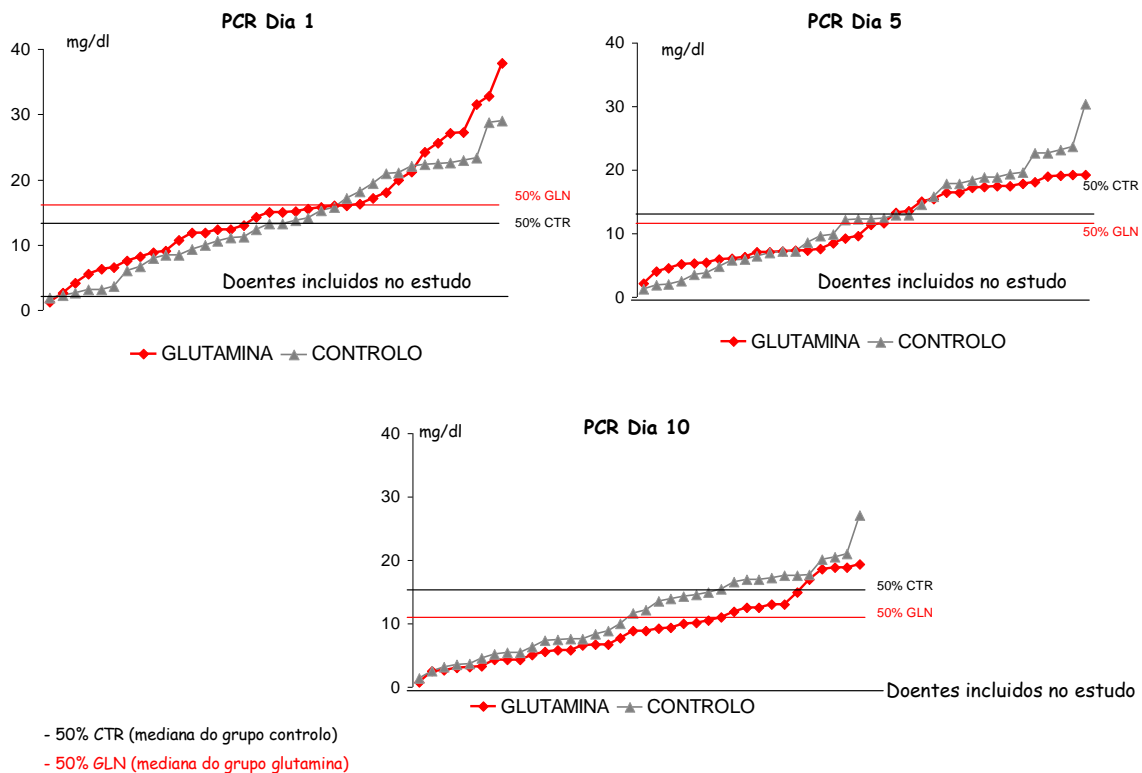 PCR Dia 1
mg/dl
40
30
20
10
0
50% GLN
50% CTR
Doentes incluidos no estudo
GLUTAMINA CONTROLO
PCR Dia 5
mg/dl
40
30
20
10
0
50% CTR
50% GLN
Doentes incluidos no estudo
GLUTAMINA CONTROLO
PCR Dia 10
mg/dl
40
30
20
10
0
50% CTR
50% GLN
Doentes incluidos no estudo
GLUTAMINA CONTROLO
- 50% CTR (mediana do grupo controlo)
- 50% GLN (mediana do grupo glutamina)